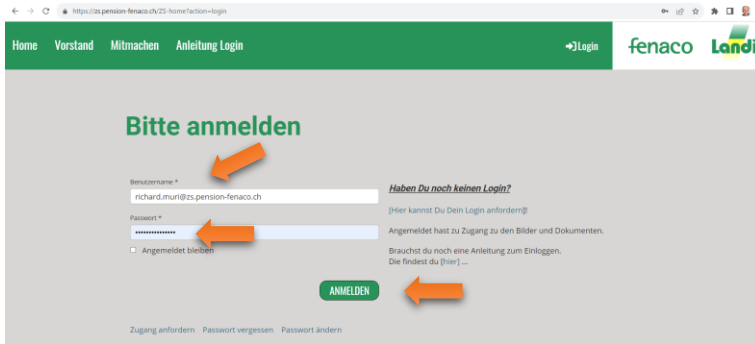 https://zs.pension-fenaco.ch/ZS-home?action=login
Home Vorstand Mitmachen Anleitung Login Login fenaco Landi
Bitte anmelden
Benutzername *
richard.muri@zs.pension-fenaco.ch
Passwort *
•••••••••••••••
Angemeldet bleiben
ANMELDEN
Zugang anfordern Passwort vergessen Passwort ändern
Haben Du noch keinen Login?
[Hier kannst Du Dein Login anfordern]!
Angemeldet hast zu Zugang zu den Bilder und Dokumenten.
Brauchst du noch eine Anleitung zum Einloggen.
Die findest du [hier] ...